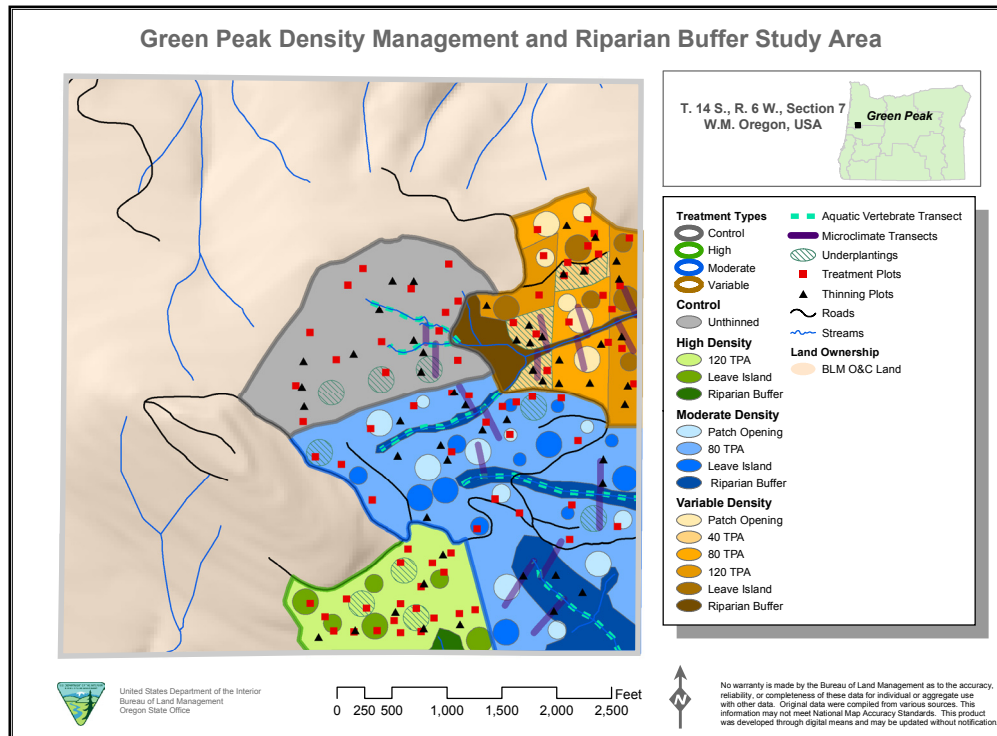 Green Peak Density Management and Riparian Buffer Study Area
T. 14 S., R. 6 W., Section 7
W.M. Oregon, USA
Green Peak
Treatment Types
Control
High
Moderate
Variable
Control
Unthinned
High Density
120 TPA
Leave Island
Riparian Buffer
Moderate Density
Patch Opening
80 TPA
Leave Island
Riparian Buffer
Variable Density
Patch Opening
40 TPA
80 TPA
120 TPA
Leave Island
Riparian Buffer
Aquatic Vertebrate Transect
Microclimate Transects
Underplantings
Treatment Plots
Thinning Plots
Roads
Streams
Land Ownership
BLM O&C Land
United States Department of the Interior
Bureau of Land Management
Oregon State Office
0 250 500 1,000 1,500 2,000 2,500
Feet
N
No warranty is made by the Bureau of Land Management as to the accuracy,
reliability, or completeness of these data for individual or aggregate use
with other data. Original data were compiled from various sources. This
information may not meet National Map Accuracy Standards. This product
was developed through digital means and may be updated without notification.